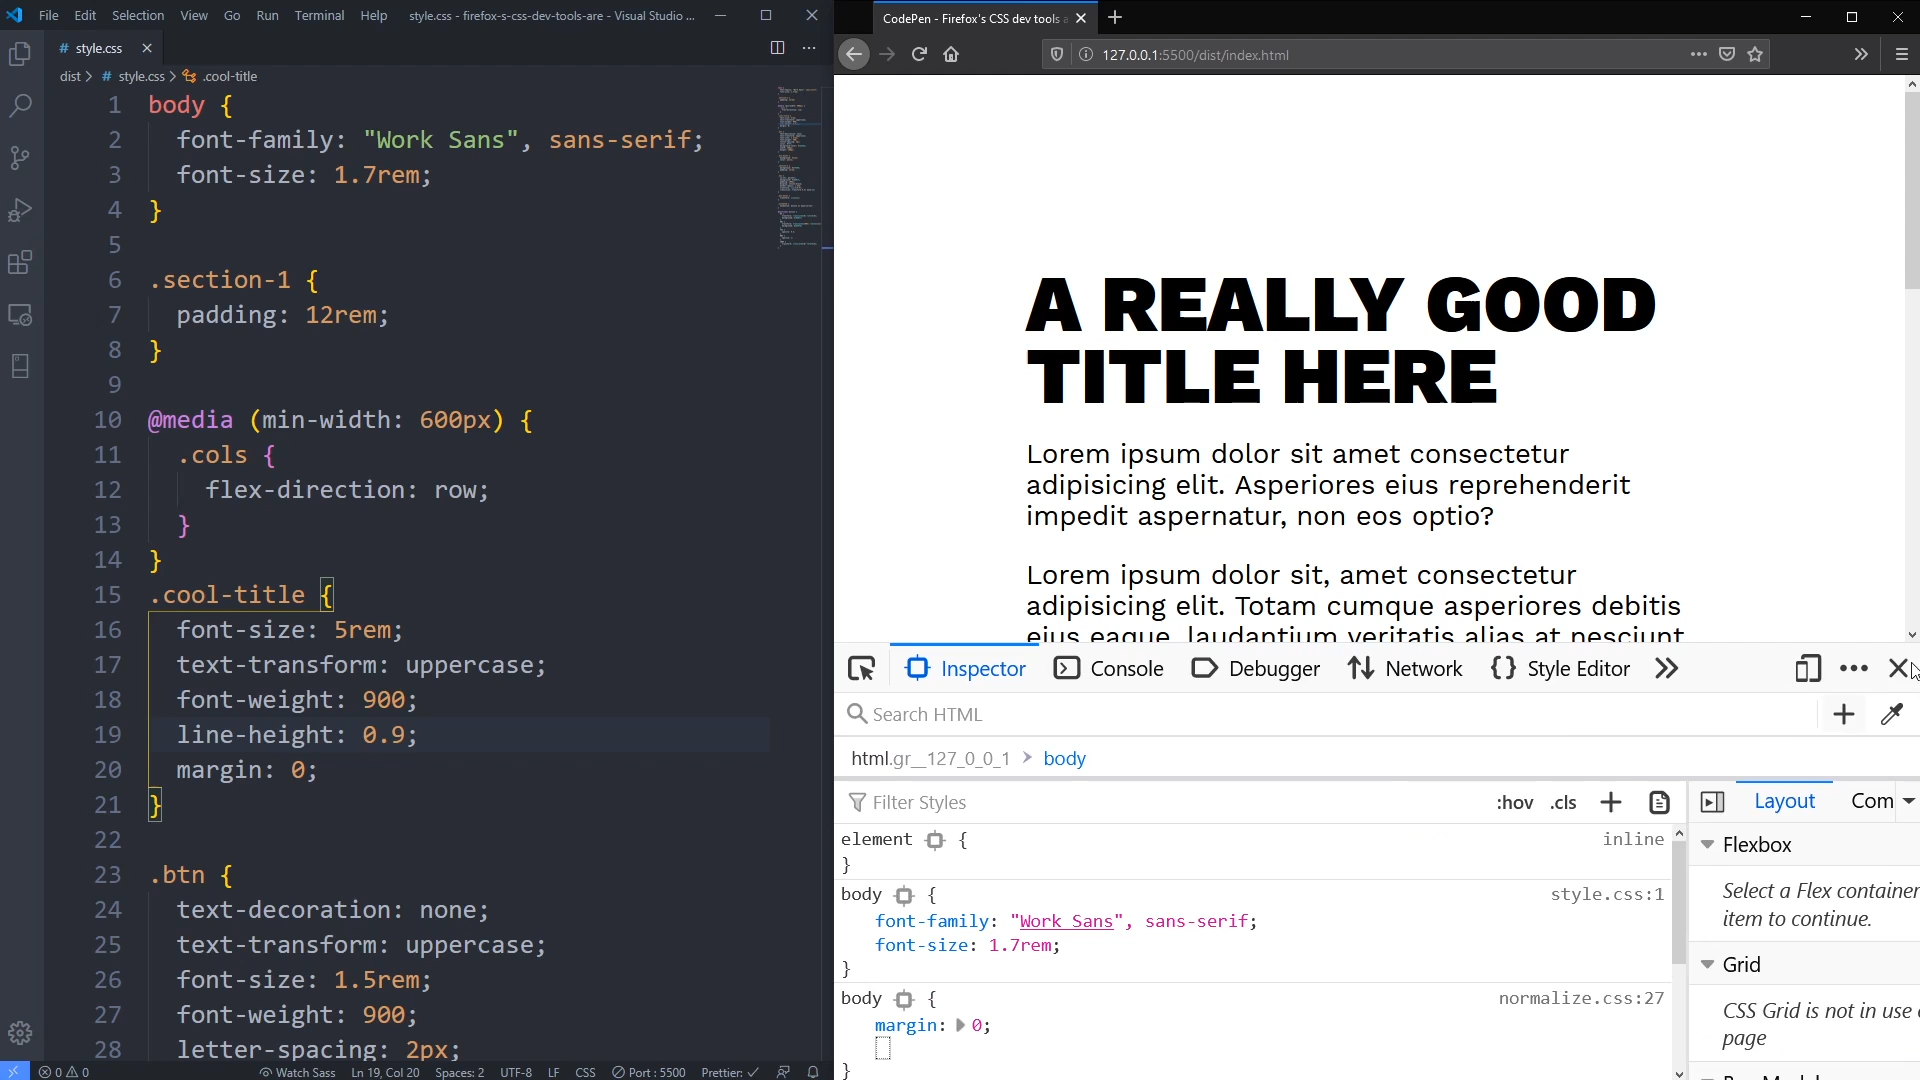 File Edit Selection View Go Run Terminal Help style.css - firefox-s-css-dev-tools-are - Visual Studio ...
# style.css
dist > # style.css > .cool-title
1 body {
2 font-family: "Work Sans", sans-serif;
3 font-size: 1.7rem;
4 }
5
6 .section-1 {
7 padding: 12rem;
8 }
9
10 @media (min-width: 600px) {
11 .cols {
12 flex-direction: row;
13 }
14 }
15 .cool-title {
16 font-size: 5rem;
17 text-transform: uppercase;
18 font-weight: 900;
19 line-height: 0.9;
20 margin: 0;
21 }
22
23 .btn {
24 text-decoration: none;
25 text-transform: uppercase;
26 font-size: 1.5rem;
27 font-weight: 900;
28 letter-spacing: 2px;
0 0 Watch Sass Ln 19, Col 20 Spaces: 2 UTF-8 LF CSS Port : 5500 Prettier: ✓
CodePen - Firefox's CSS dev tools
127.0.0.1:5500/dist/index.html
A REALLY GOOD
TITLE HERE
Lorem ipsum dolor sit amet consectetur
adipisicing elit. Asperiores eius reprehenderit
impedit aspernatur, non eos optio?
Lorem ipsum dolor sit, amet consectetur
adipisicing elit. Totam cumque asperiores debitis
eius eaque, laudantium veritatis alias at nesciunt
Inspector Console Debugger Network {} Style Editor
Search HTML
html.gr__127_0_0_1 > body
Filter Styles :hov .cls +
element {
inline
}
body {
style.css:1
font-family: "Work Sans", sans-serif;
font-size: 1.7rem;
}
body {
normalize.css:27
margin: 0;
}
Layout Com
Flexbox
Select a Flex container
item to continue.
Grid
CSS Grid is not in use
page